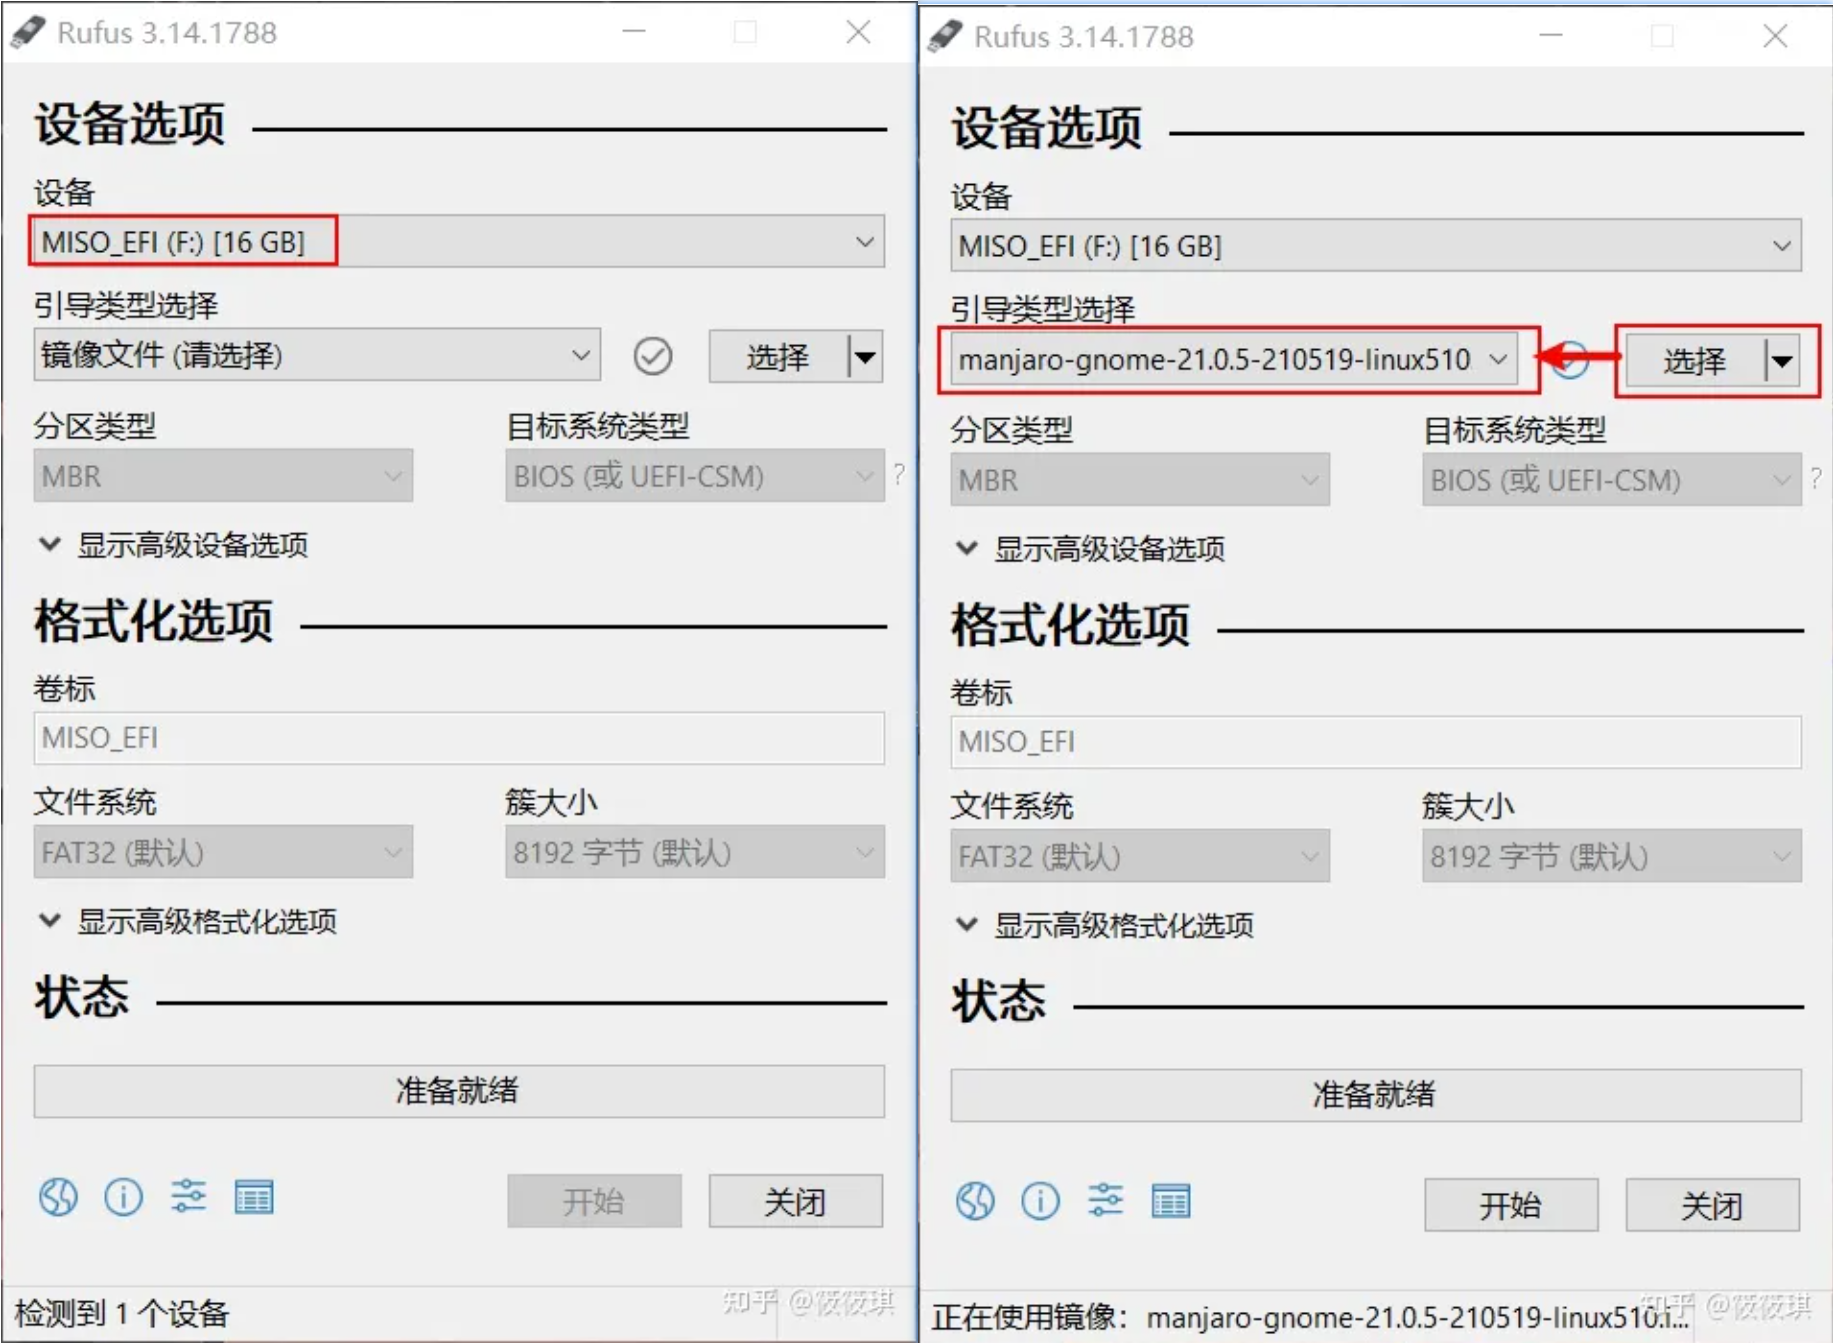 Rufus 3.14.1788
设备选项
设备
MISO_EFI (F:) [16 GB]
引导类型选择
镜像文件 (请选择)
选择
分区类型
目标系统类型
MBR
BIOS (或 UEFI-CSM)
?
显示高级设备选项
格式化选项
卷标
MISO_EFI
文件系统
簇大小
FAT32 (默认)
8192 字节 (默认)
显示高级格式化选项
状态
准备就绪
开始
关闭
检测到 1 个设备
知乎 @筱筱琪
Rufus 3.14.1788
设备选项
设备
MISO_EFI (F:) [16 GB]
引导类型选择
manjaro-gnome-21.0.5-210519-linux510
选择
分区类型
目标系统类型
MBR
BIOS (或 UEFI-CSM)
?
显示高级设备选项
格式化选项
卷标
MISO_EFI
文件系统
簇大小
FAT32 (默认)
8192 字节 (默认)
显示高级格式化选项
状态
准备就绪
开始
关闭
正在使用镜像：manjaro-gnome-21.0.5-210519-linux510.i...
知乎 @筱筱琪